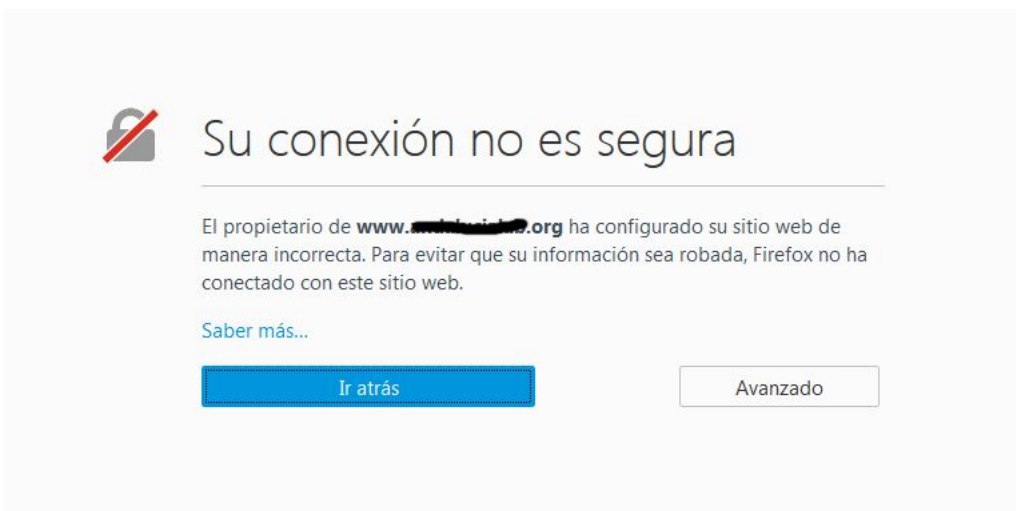 Su conexión no es segura
El propietario de www. .org ha configurado su sitio web de
manera incorrecta. Para evitar que su información sea robada, Firefox no ha
conectado con este sitio web.
Saber más...
Ir atrás
Avanzado